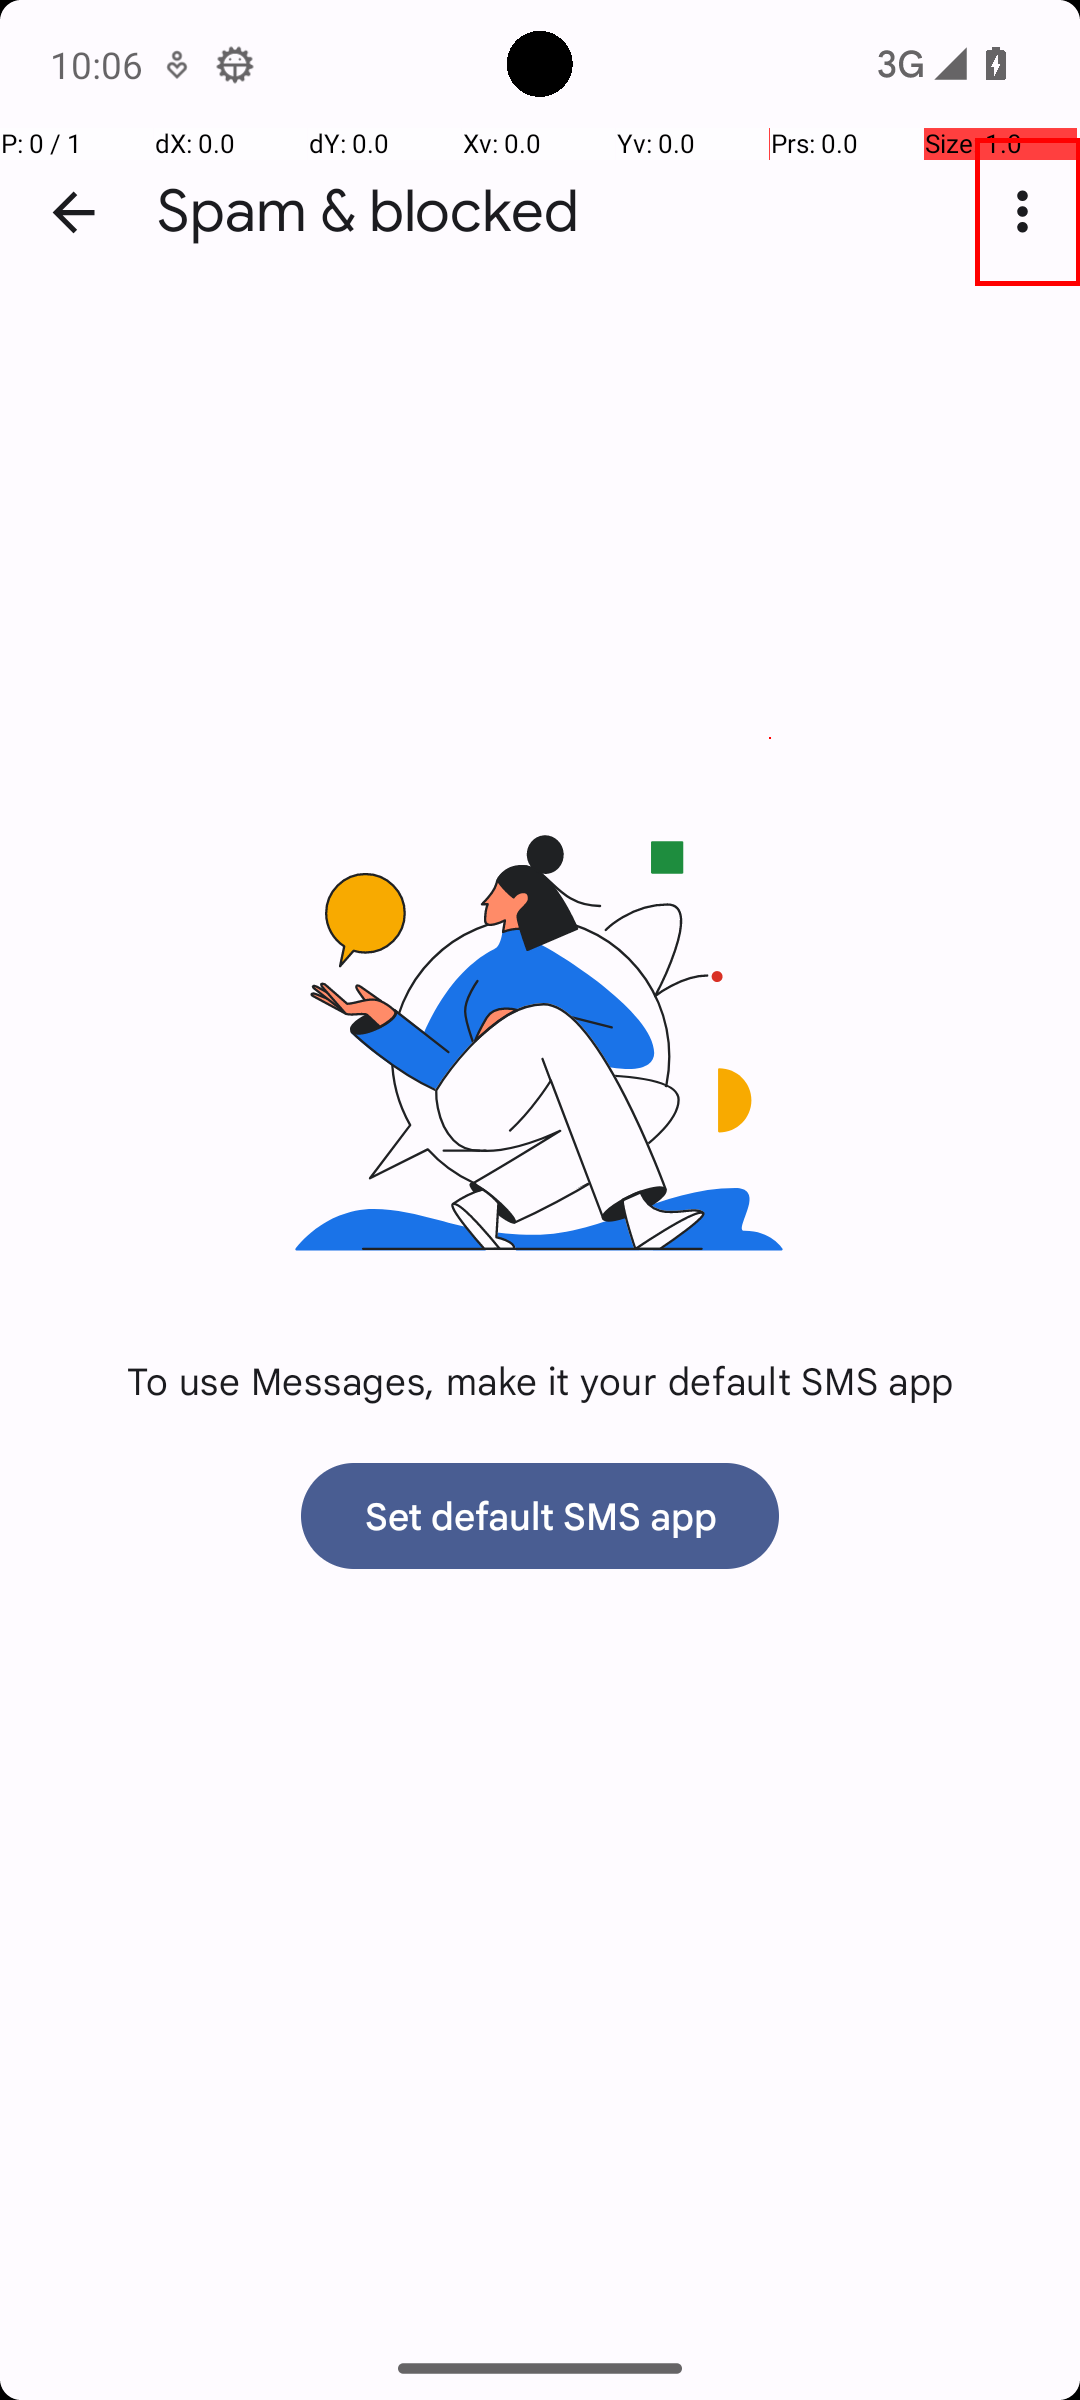 10:06
3G
P: 0 / 1 dX: 0.0 dY: 0.0 Xv: 0.0 Yv: 0.0 Prs: 0.0 Size: 1.0
Spam & blocked
To use Messages, make it your default SMS app
Set default SMS app